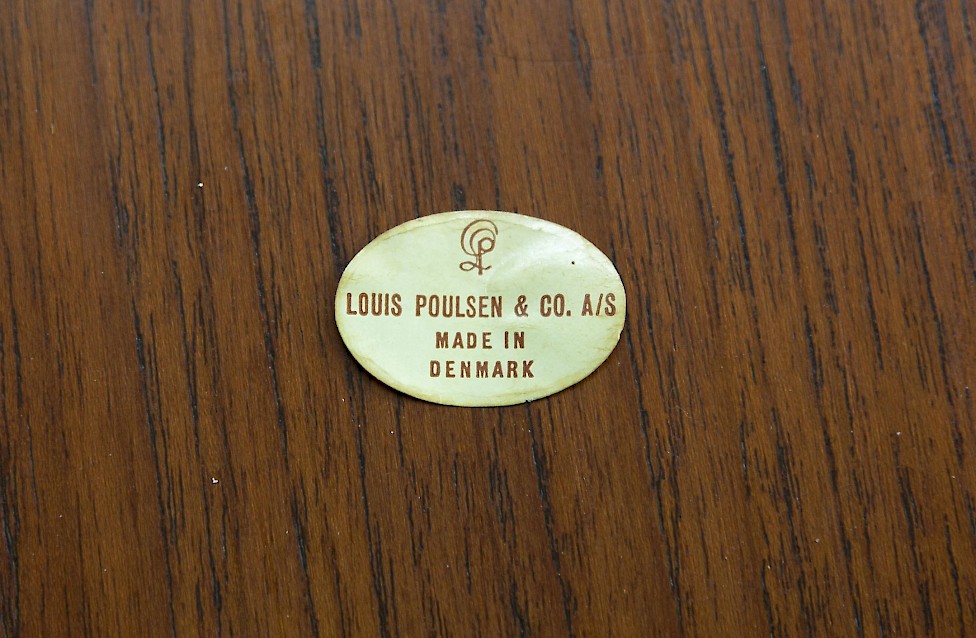 LOUIS POULSEN & CO. A/S
MADE IN
DENMARK